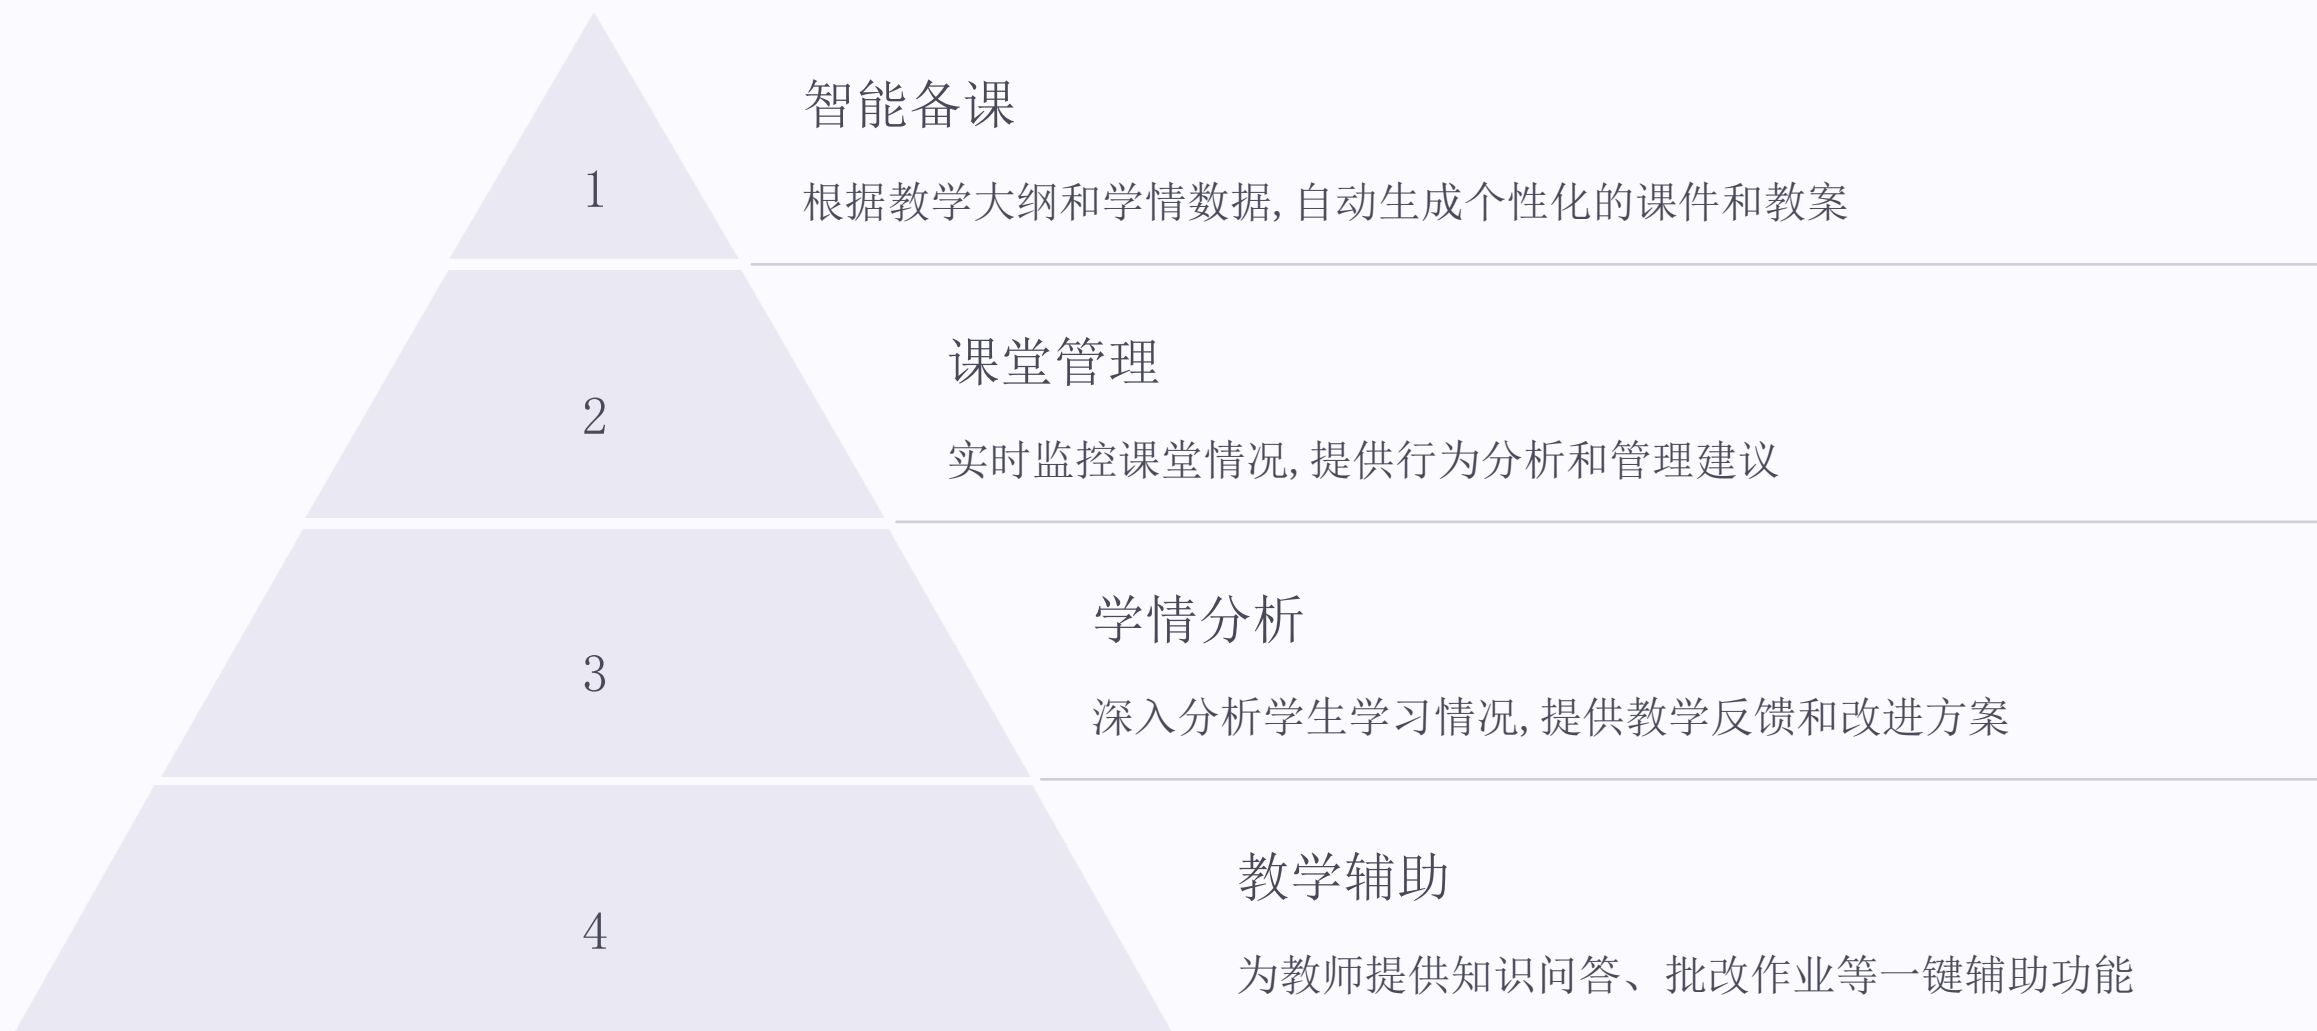 智能备课
1
根据教学大纲和学情数据,自动生成个性化的课件和教案
课堂管理
2
实时监控课堂情况,提供行为分析和管理建议
学情分析
3
深入分析学生学习情况,提供教学反馈和改进方案
教学辅助
4
为教师提供知识问答、批改作业等一键辅助功能